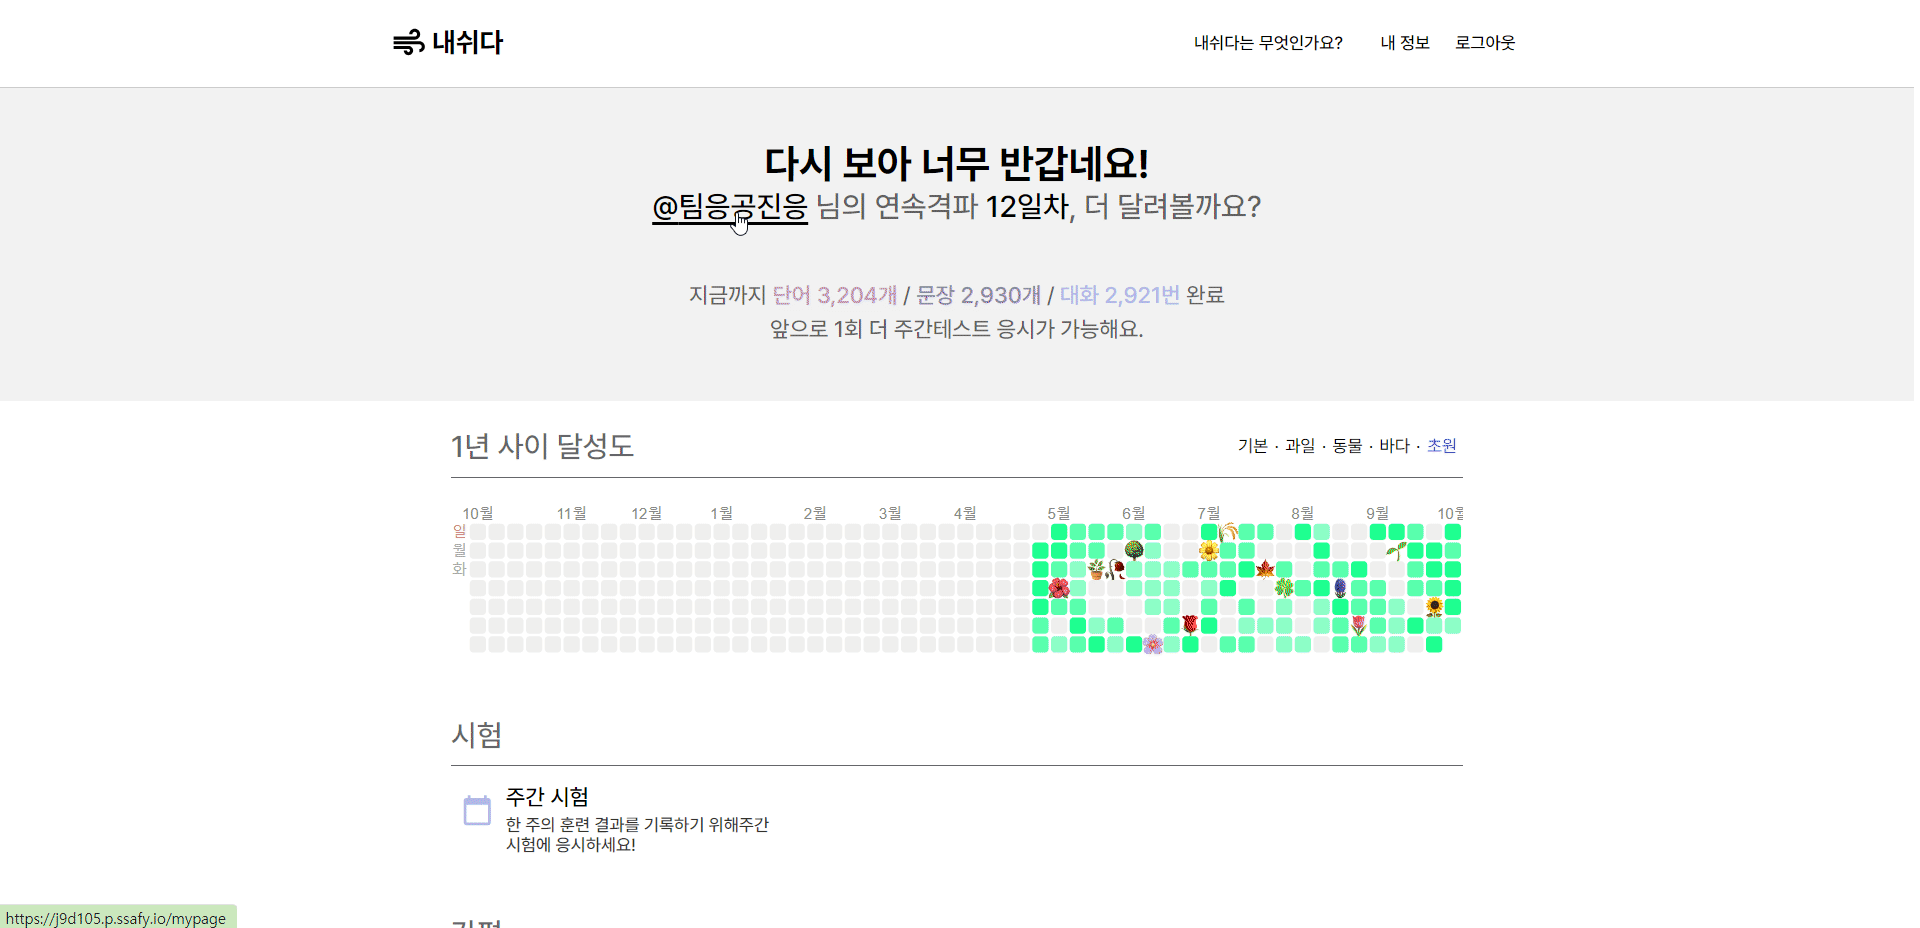 내쉬다
내쉬다는 무엇인가요? 내 정보 로그아웃
다시 보아 너무 반갑네요!
@팀응공진응 님의 연속격파 12일차, 더 달려볼까요?
지금까지 단어 3,204개 / 문장 2,930개 / 대화 2,921번 완료
앞으로 1회 더 주간테스트 응시가 가능해요.
1년 사이 달성도
기본 · 과일 · 동물 · 바다 · 초원
10월 11월 12월 1월 2월 3월 4월 5월 6월 7월 8월 9월 10월
일
월
화
시험
주간 시험
한 주의 훈련 결과를 기록하기 위해주간
시험에 응시하세요!
https://j9d105.p.ssafy.io/mypage